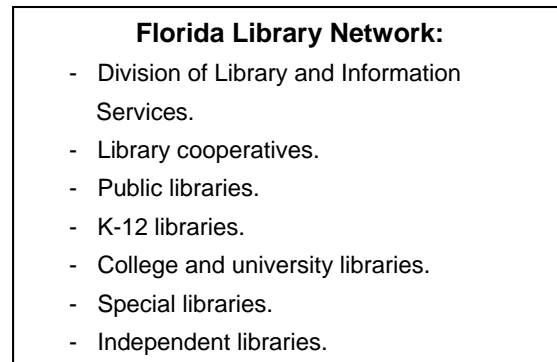 Florida Library Network:
- Division of Library and Information
Services.
- Library cooperatives.
- Public libraries.
- K-12 libraries.
- College and university libraries.
- Special libraries.
- Independent libraries.